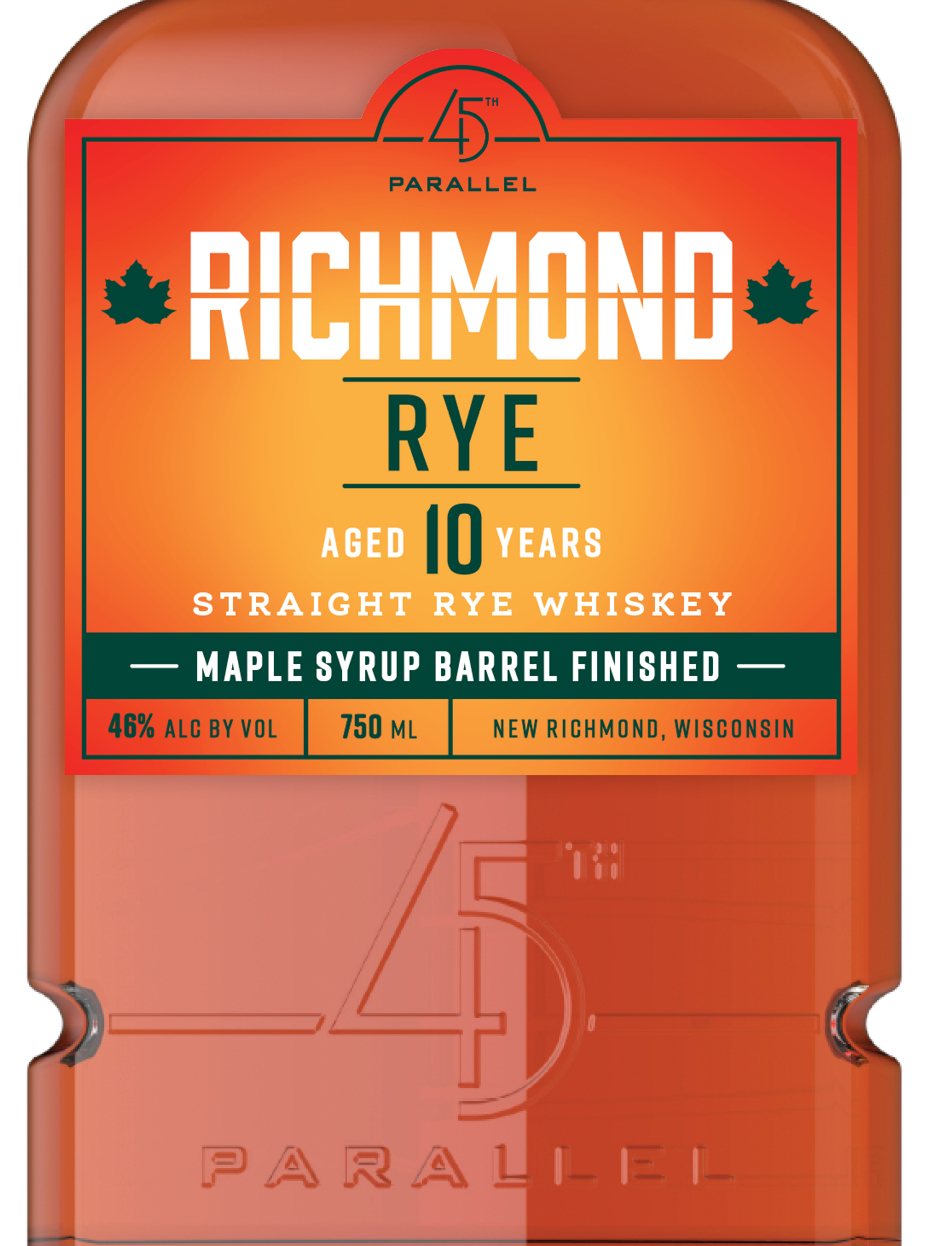 45TH
PARALLEL
RICHMOND
RYE
AGED 10 YEARS
STRAIGHT RYE WHISKEY
MAPLE SYRUP BARREL FINISHED
46% ALC BY VOL 750 ML NEW RICHMOND, WISCONSIN
45TH
PARALLEL